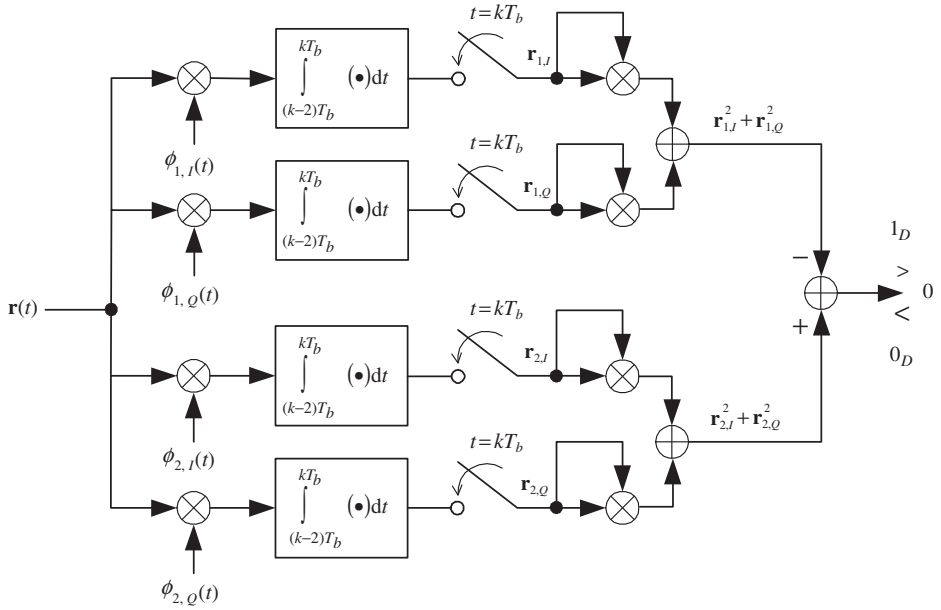 t = kT_b
kT_b
∫ (•)dt
(k−2)T_b
r_{1,I}
ϕ_{1,I}(t)
r_{1,I}^2 + r_{1,Q}^2
t = kT_b
kT_b
∫ (•)dt
(k−2)T_b
r_{1,Q}
ϕ_{1,Q}(t)
1_D
−
>
r(t)
0
<
+
0_D
t = kT_b
kT_b
∫ (•)dt
(k−2)T_b
r_{2,I}
ϕ_{2,I}(t)
r_{2,I}^2 + r_{2,Q}^2
t = kT_b
kT_b
∫ (•)dt
(k−2)T_b
r_{2,Q}
ϕ_{2,Q}(t)